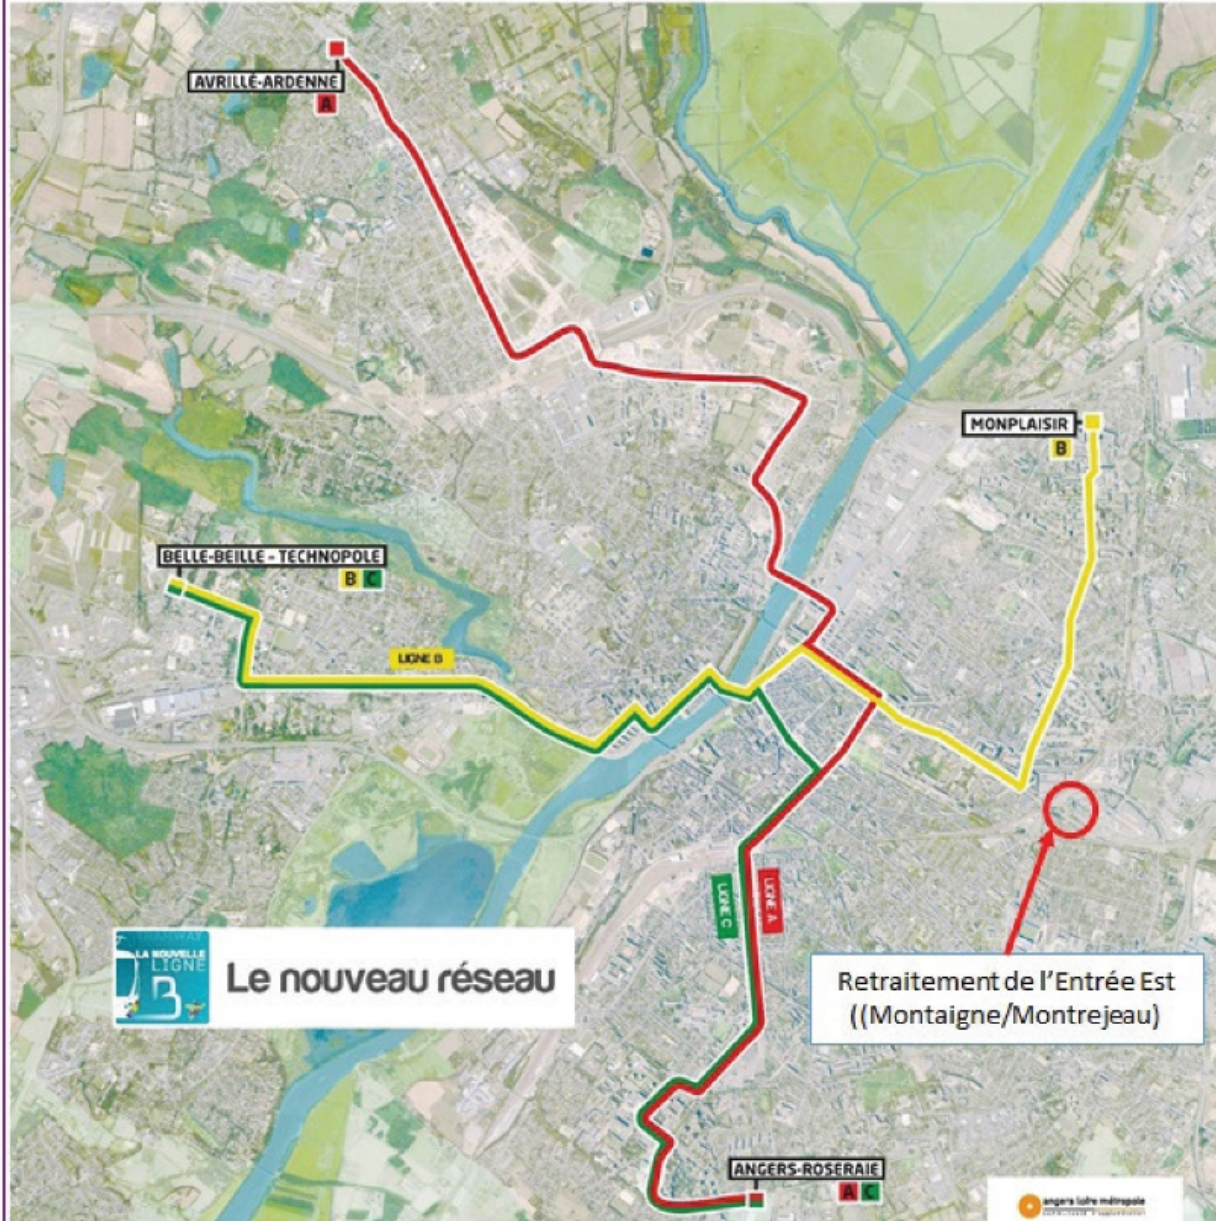 AVRILLÉ-ARDENNE
A
MONPLAISIR
B
BELLE-BEILLE - TECHNOPOLE
B C
LIGNE B
LIGNE C
LIGNE A
TRAMWAY
LA NOUVELLE
LIGNE
B
Le nouveau réseau
Retraitement de l'Entrée Est
((Montaigne/Montrejeau)
ANGERS-ROSERAIE
A C
angers loire métropole